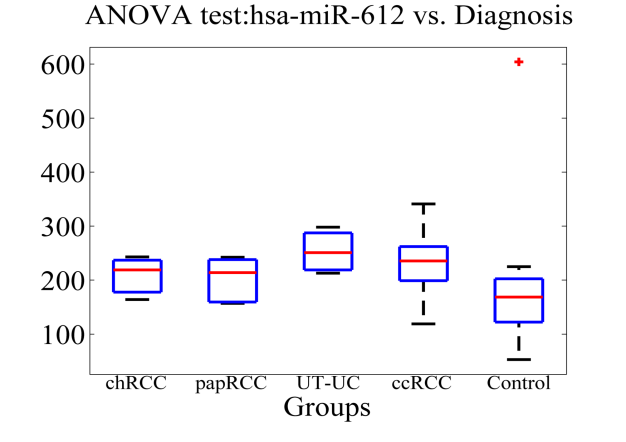 ANOVA test:hsa-miR-612 vs. Diagnosis
600
500
400
300
200
100
chRCC papRCC UT-UC ccRCC Control
Groups